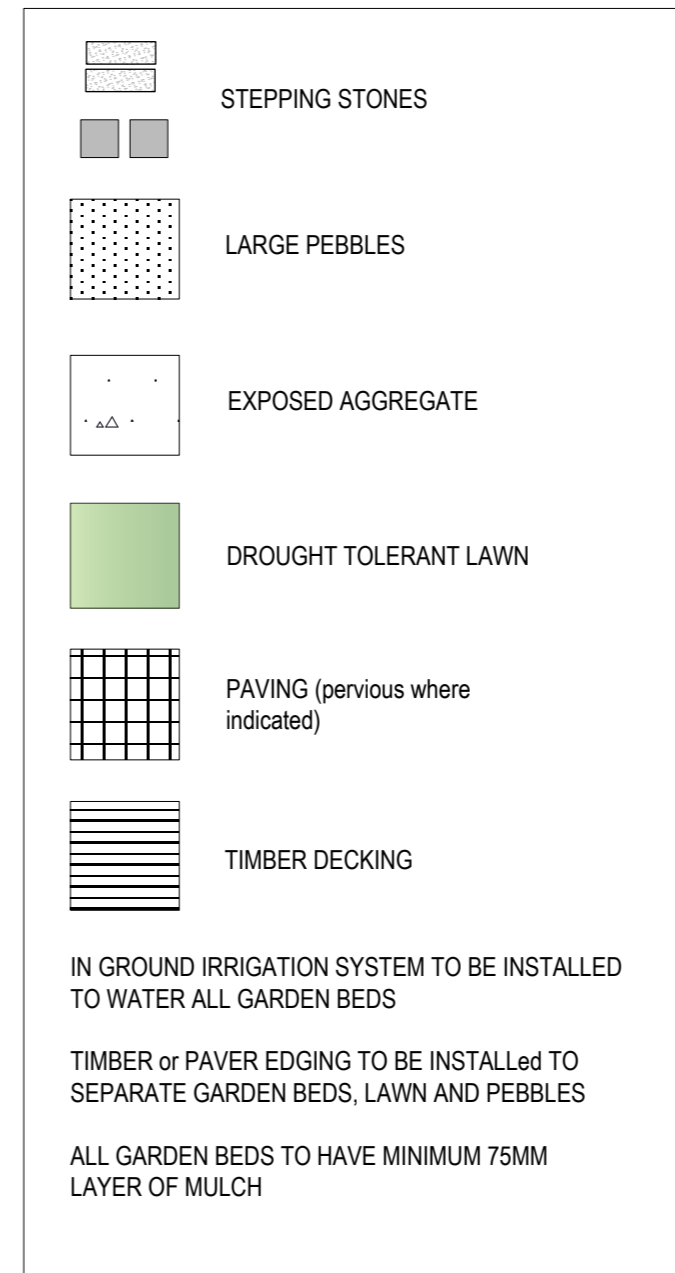 STEPPING STONES
LARGE PEBBLES
EXPOSED AGGREGATE
DROUGHT TOLERANT LAWN
PAVING (pervious where
indicated)
TIMBER DECKING
IN GROUND IRRIGATION SYSTEM TO BE INSTALLED
TO WATER ALL GARDEN BEDS
TIMBER or PAVER EDGING TO BE INSTALLed TO
SEPARATE GARDEN BEDS, LAWN AND PEBBLES
ALL GARDEN BEDS TO HAVE MINIMUM 75MM
LAYER OF MULCH